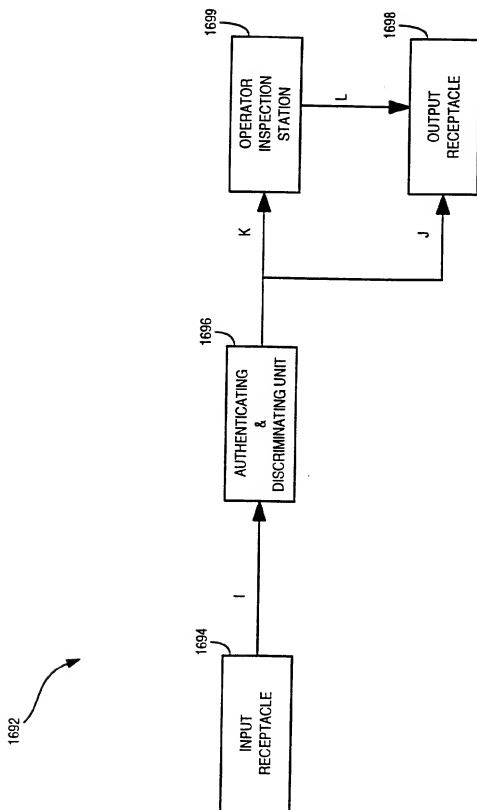 1692
1694
INPUT
RECEPTACLE
I
1696
AUTHENTICATING
&
DISCRIMINATING UNIT
K
J
1699
OPERATOR
INSPECTION
STATION
L
1698
OUTPUT
RECEPTACLE